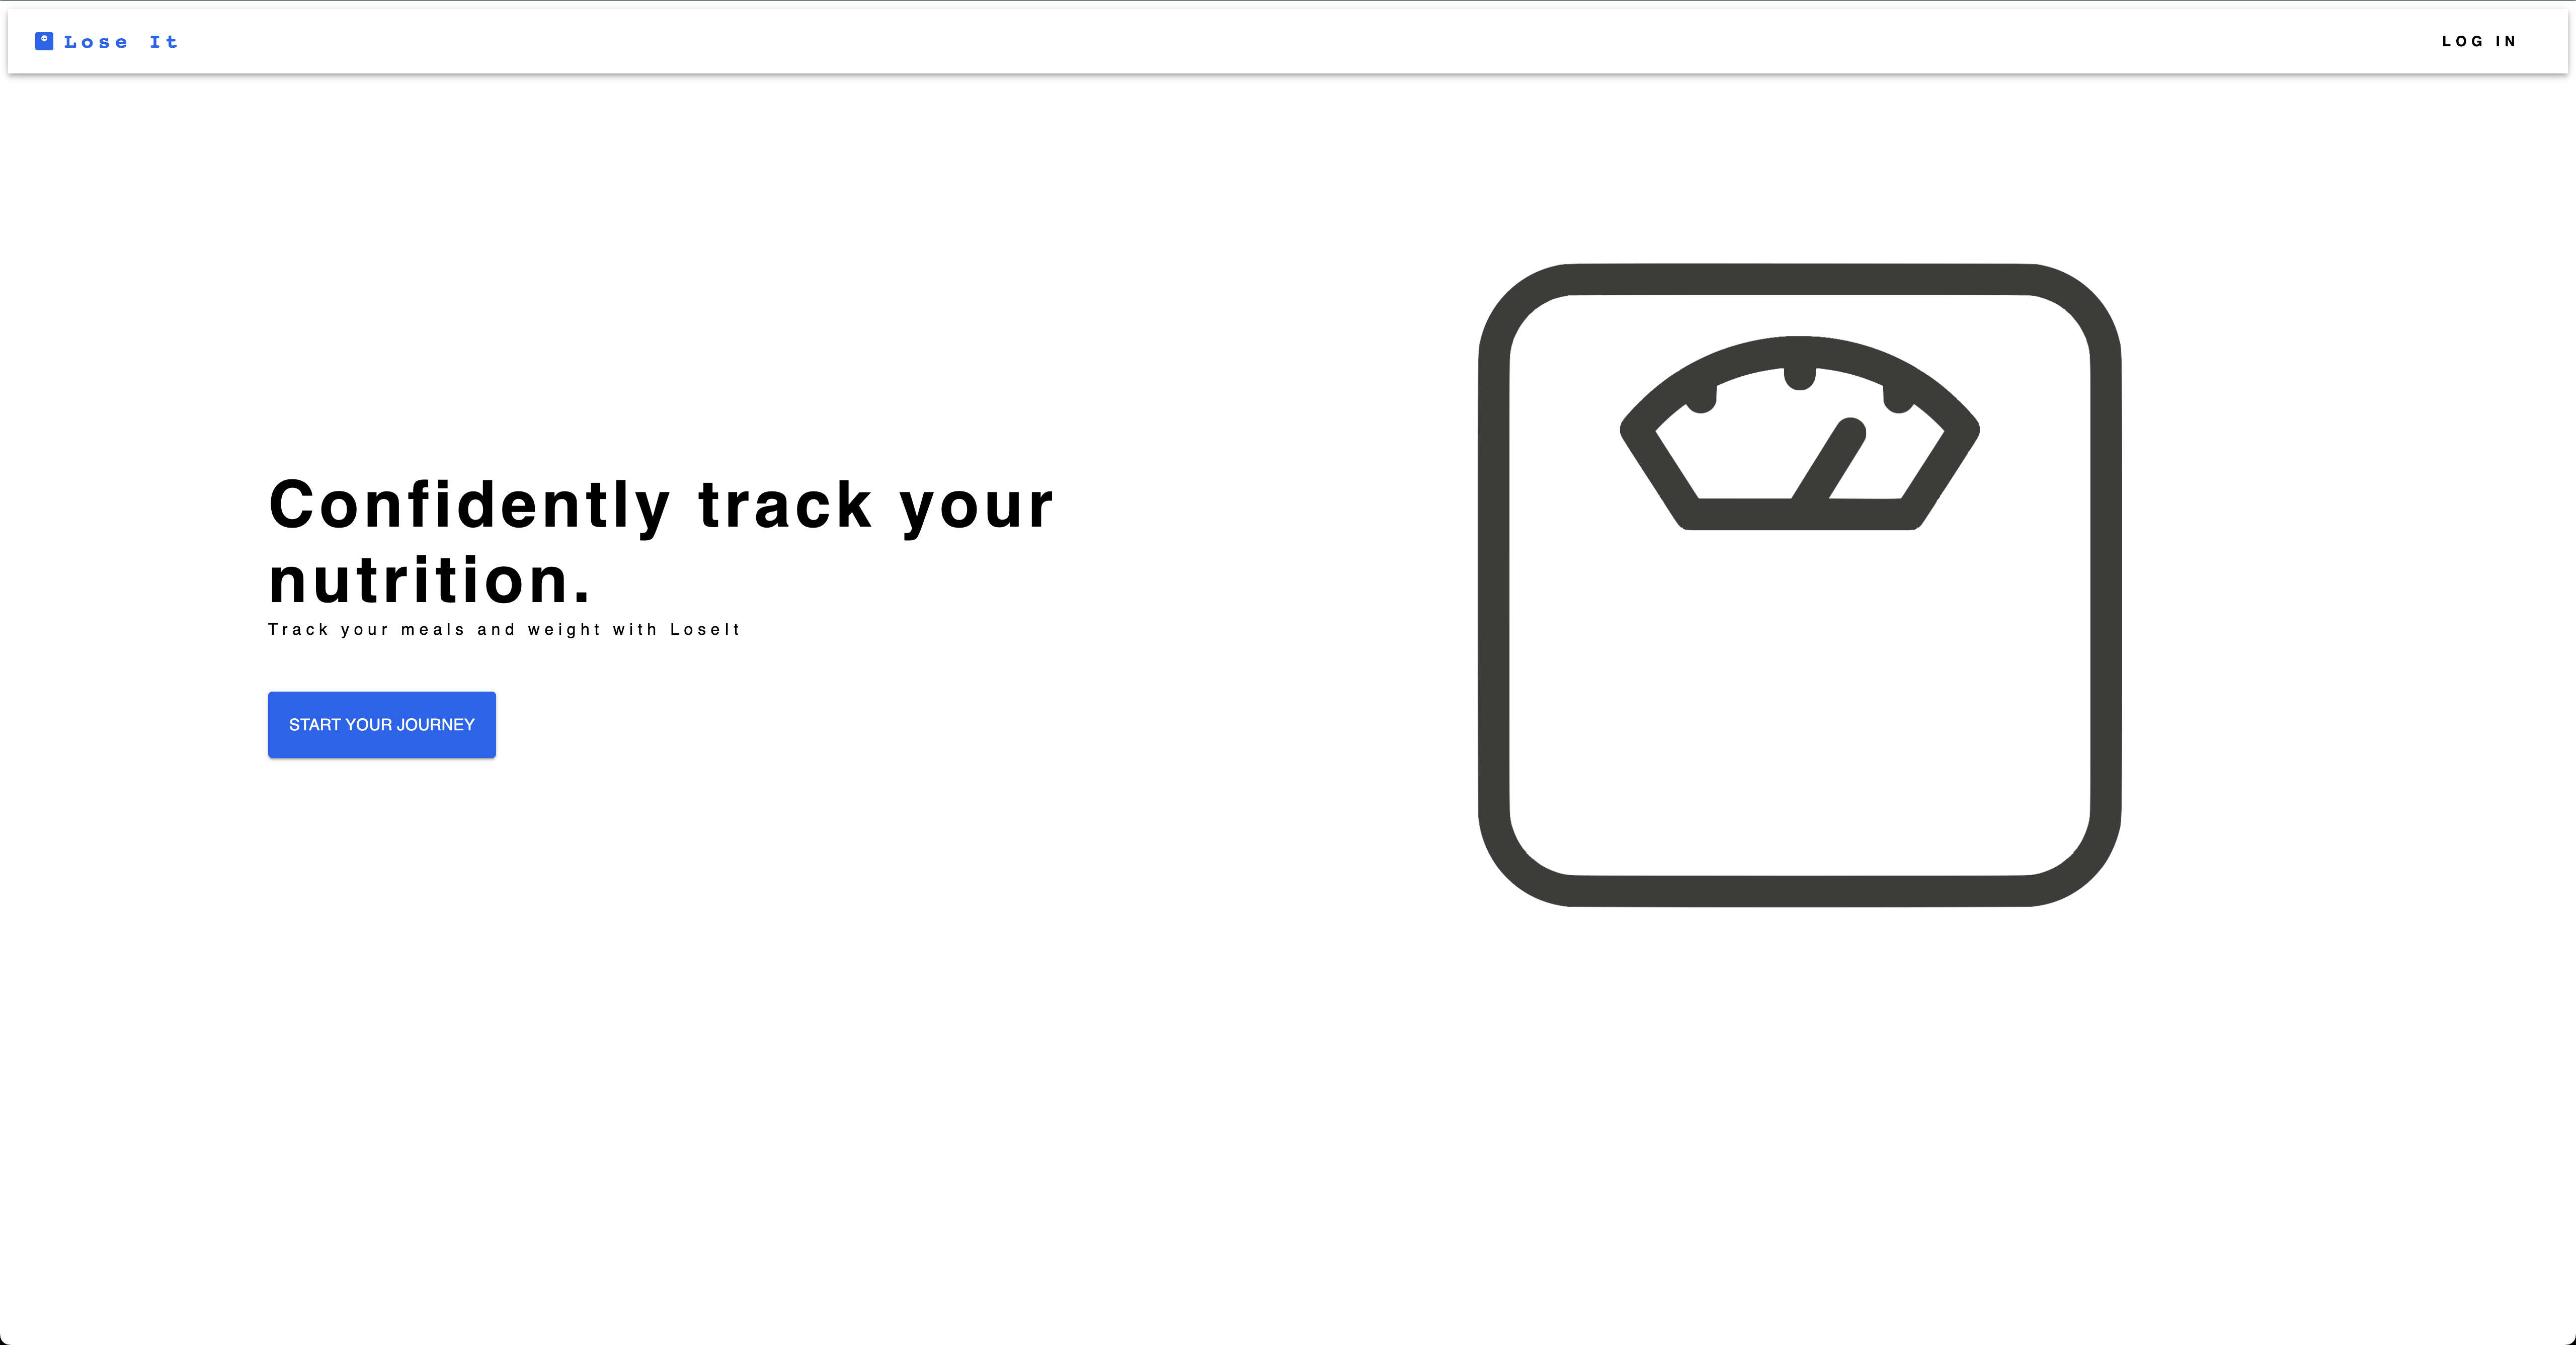 Lose It
LOG IN
Confidently track your
nutrition.
Track your meals and weight with LoseIt
START YOUR JOURNEY